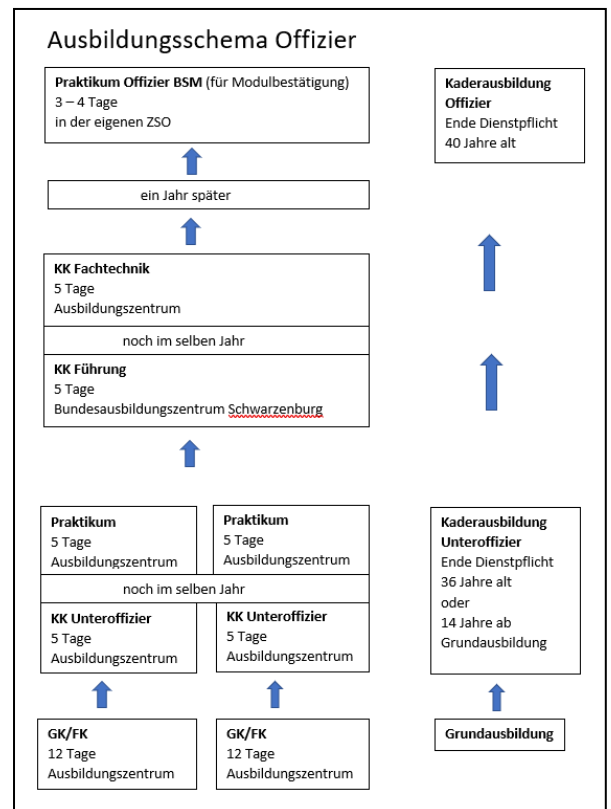 Ausbildungsschema Offizier
Praktikum Offizier BSM (für Modulbestätigung)
3 – 4 Tage
in der eigenen ZSO
ein Jahr später
KK Fachtechnik
5 Tage
Ausbildungszentrum
noch im selben Jahr
KK Führung
5 Tage
Bundesausbildungszentrum Schwarzenburg
Praktikum
5 Tage
Ausbildungszentrum
Praktikum
5 Tage
Ausbildungszentrum
noch im selben Jahr
KK Unteroffizier
5 Tage
Ausbildungszentrum
KK Unteroffizier
5 Tage
Ausbildungszentrum
GK/FK
12 Tage
Ausbildungszentrum
GK/FK
12 Tage
Ausbildungszentrum
Kaderausbildung
Offizier
Ende Dienstpflicht
40 Jahre alt
Kaderausbildung
Unteroffizier
Ende Dienstpflicht
36 Jahre alt
oder
14 Jahre ab
Grundausbildung
Grundausbildung